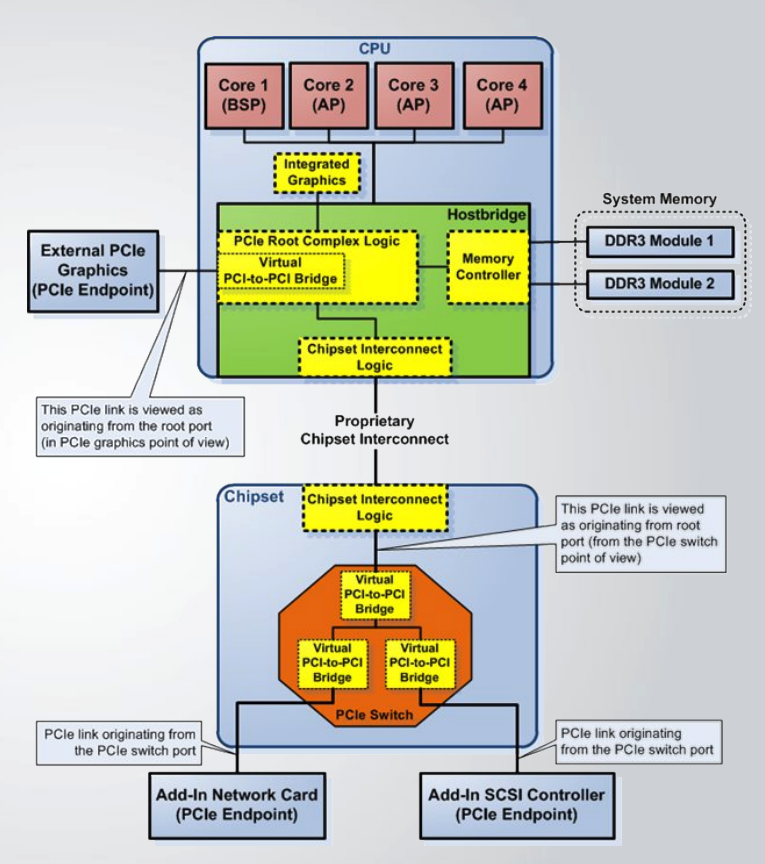 CPU
Core 1
(BSP)
Core 2
(AP)
Core 3
(AP)
Core 4
(AP)
Integrated
Graphics
Hostbridge
PCIe Root Complex Logic
Virtual
PCI-to-PCI Bridge
Memory
Controller
System Memory
DDR3 Module 1
DDR3 Module 2
External PCIe
Graphics
(PCIe Endpoint)
Chipset Interconnect
Logic
This PCIe link is viewed as
originating from the root port
(in PCIe graphics point of view)
Proprietary
Chipset Interconnect
Chipset
Chipset Interconnect
Logic
This PCIe link is viewed
as originating from root
port (from the PCIe switch
point of view)
Virtual
PCI-to-PCI
Bridge
Virtual
PCI-to-PCI
Bridge
Virtual
PCI-to-PCI
Bridge
PCIe Switch
PCIe link originating from
the PCIe switch port
PCIe link originating
from the PCIe switch port
Add-In Network Card
(PCIe Endpoint)
Add-In SCSI Controller
(PCIe Endpoint)